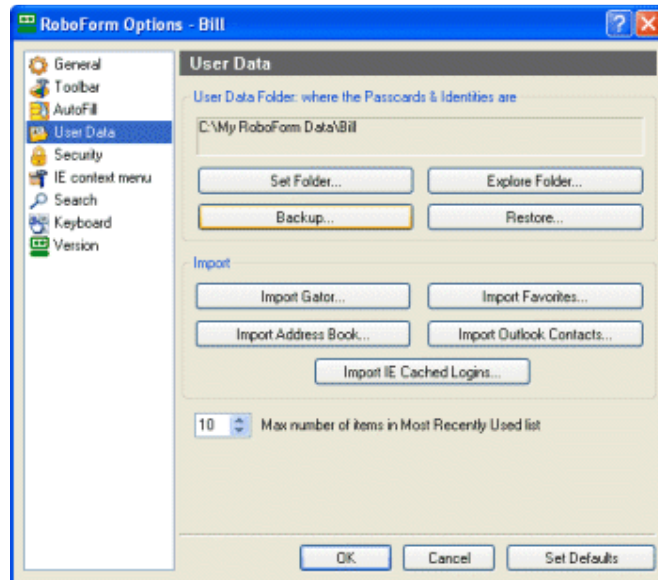 RoboForm Options - Bill
General
Toolbar
AutoFill
User Data
Security
IE context menu
Search
Keyboard
Version
User Data
User Data Folder: where the Passcards & Identities are
C:\My RoboForm Data\Bill
Set Folder...
Explore Folder...
Backup...
Restore...
Import
Import Gator...
Import Favorites...
Import Address Book...
Import Outlook Contacts...
Import IE Cached Logins...
10 Max number of items in Most Recently Used list
OK
Cancel
Set Defaults